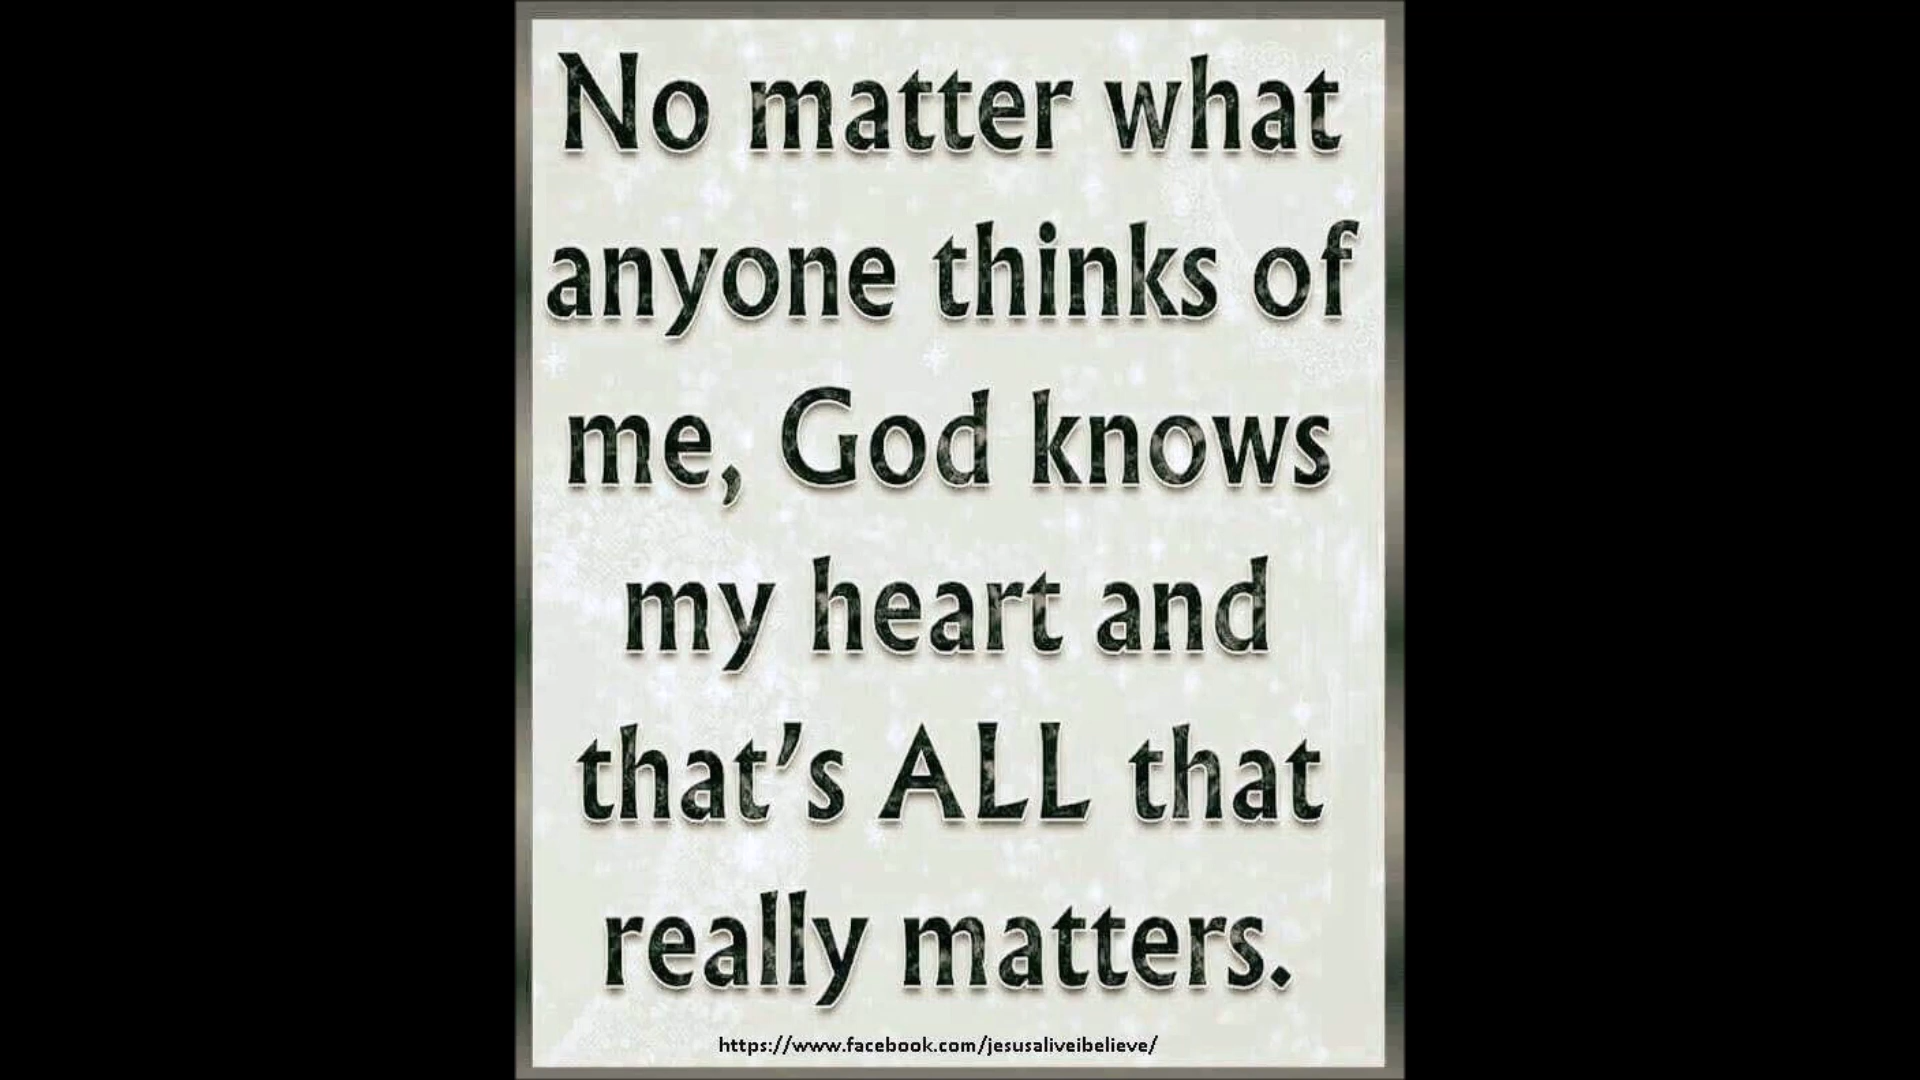 No matter what
anyone thinks of
me, God knows
my heart and
that's ALL that
really matters.
https://www.facebook.com/jesusaliveibelieve/